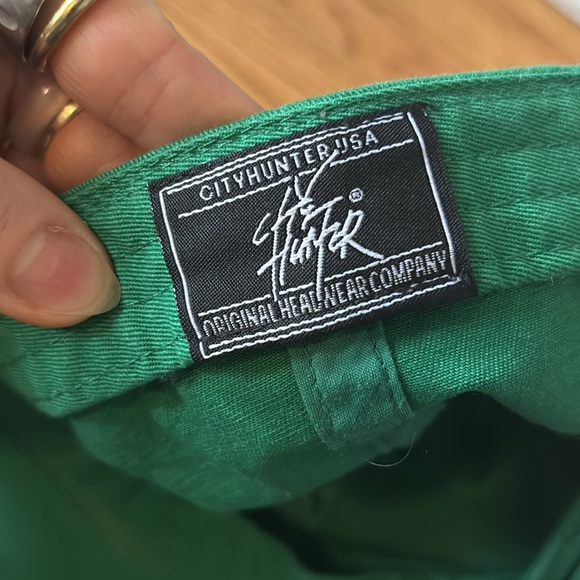 CITYHUNTER USA
CITY
HUNTER®
ORIGINAL HEADWEAR COMPANY